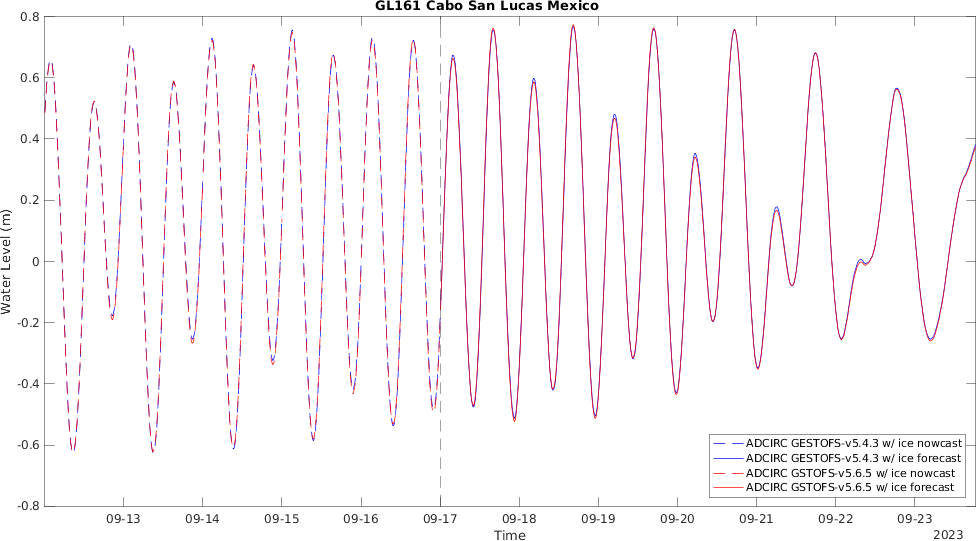 GL161 Cabo San Lucas Mexico
0.8
0.6
0.4
0.2
0
-0.2
-0.4
-0.6
-0.8
Water Level (m)
09-13 09-14 09-15 09-16 09-17 09-18 09-19 09-20 09-21 09-22 09-23
Time
2023
ADCIRC GESTOFS-v5.4.3 w/ ice nowcast
ADCIRC GESTOFS-v5.4.3 w/ ice forecast
ADCIRC GSTOFS-v5.6.5 w/ ice nowcast
ADCIRC GSTOFS-v5.6.5 w/ ice forecast